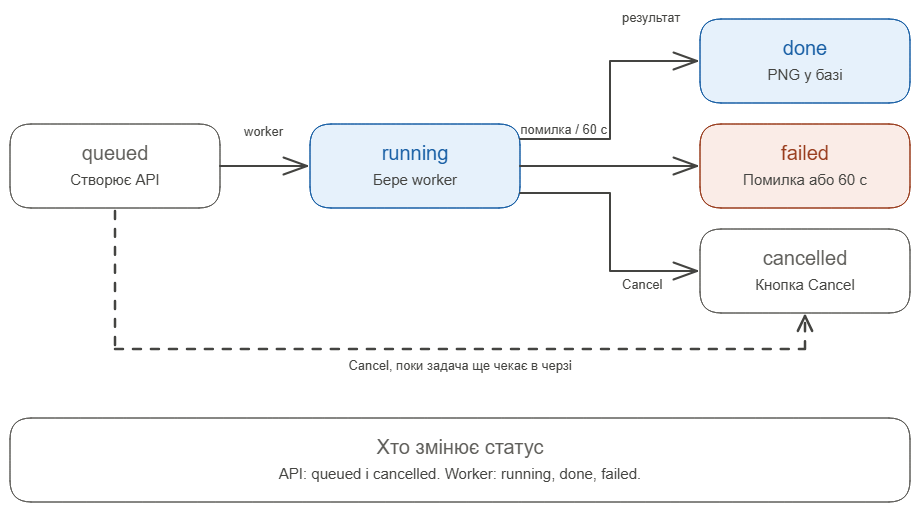 результат
done
PNG у базі
worker
помилка / 60 с
queued
Створює API
running
Бере worker
failed
Помилка або 60 с
cancelled
Кнопка Cancel
Cancel
Cancel, поки задача ще чекає в черзі
Хто змінює статус
API: queued і cancelled. Worker: running, done, failed.